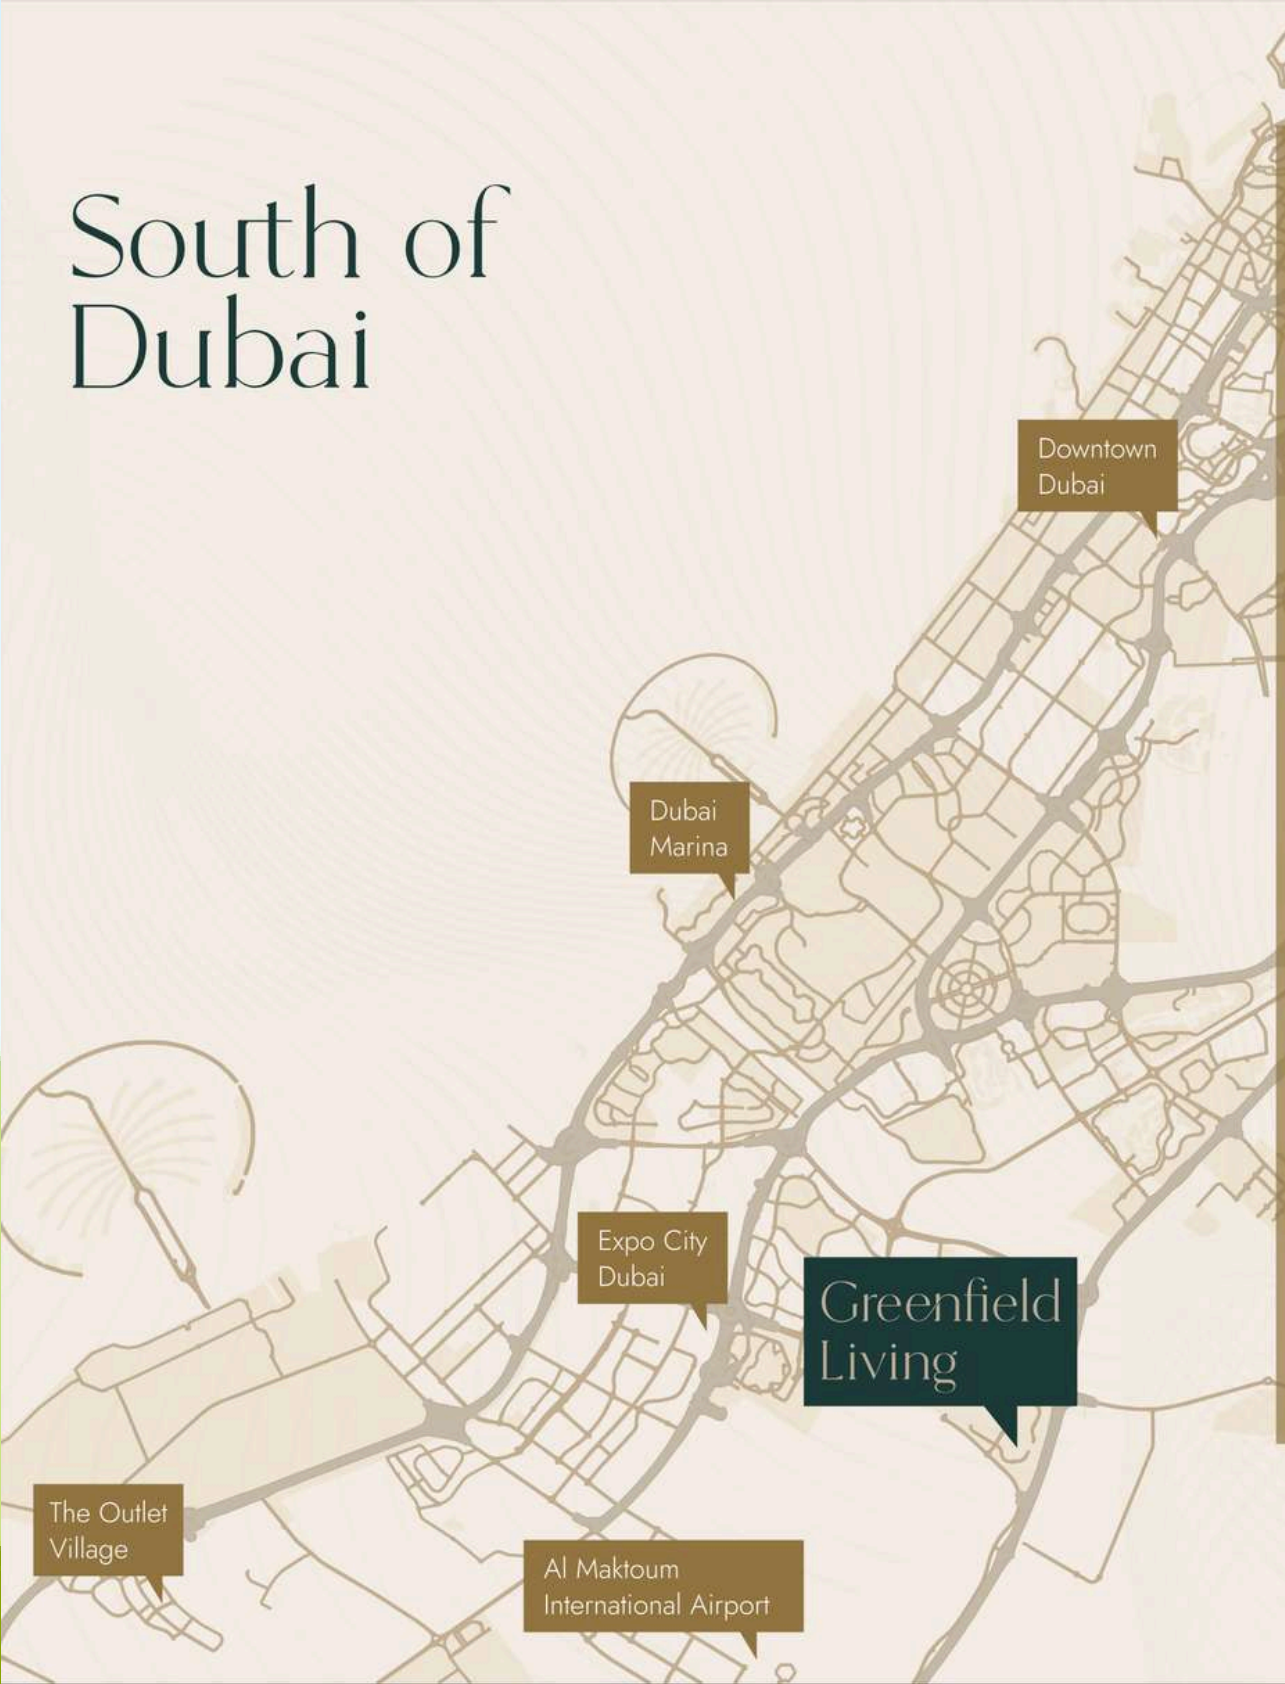 South of
Dubai
Downtown
Dubai
Dubai
Marina
Expo City
Dubai
Greenfield
Living
The Outlet
Village
Al Maktoum
International Airport